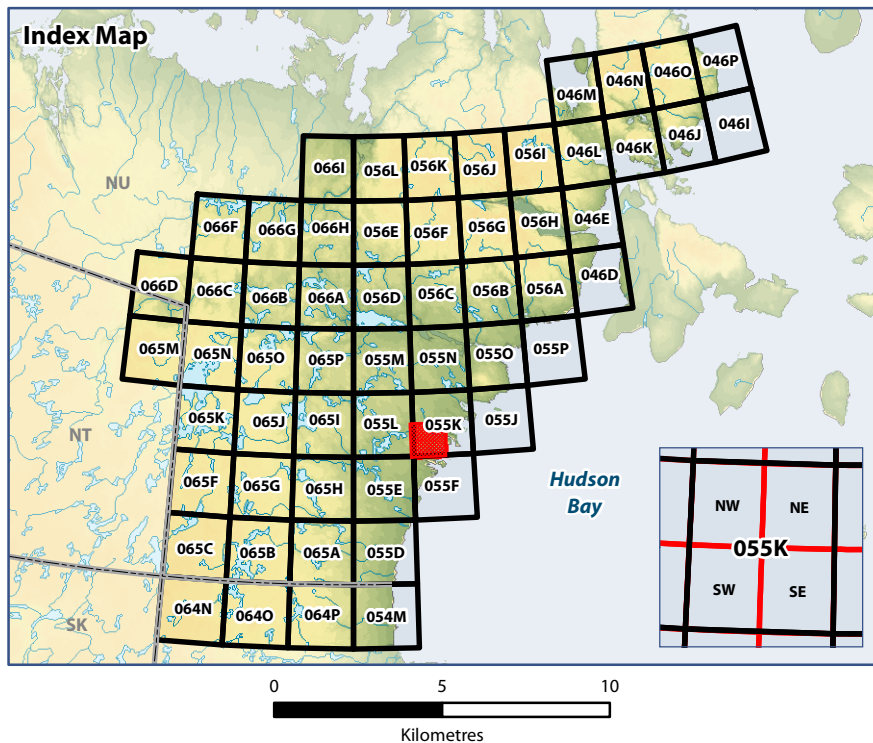 Index Map
046M 046N 046O 046P
066I 056L 056K 056J 056I 046L 046K 046J 046I
NU
066F 066G 066H 056E 056F 056G 056H 046E
066D 066C 066B 066A 056D 056C 056B 056A 046D
065M 065N 065O 065P 055M 055N 055O 055P
NT 065K 065J 065I 055L 055K 055J
065F 065G 065H 055E 055F
Hudson
Bay
065C 065B 065A 055D
SK 064N 064O 064P 054M
NW NE
055K
SW SE
0 5 10
Kilometres